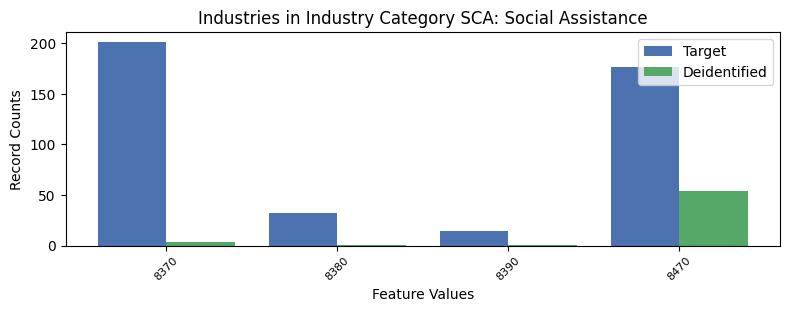 Industries in Industry Category SCA: Social Assistance
Target
Deidentified
Record Counts
200
150
100
50
0
8370
8380
8390
8470
Feature Values